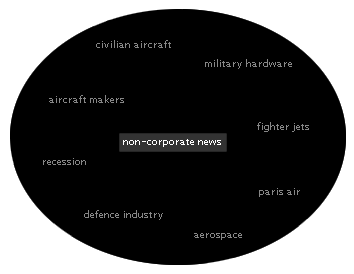 civilian aircraft
military hardware
aircraft makers
fighter jets
non-corporate news
recession
paris air
defence industry
aerospace